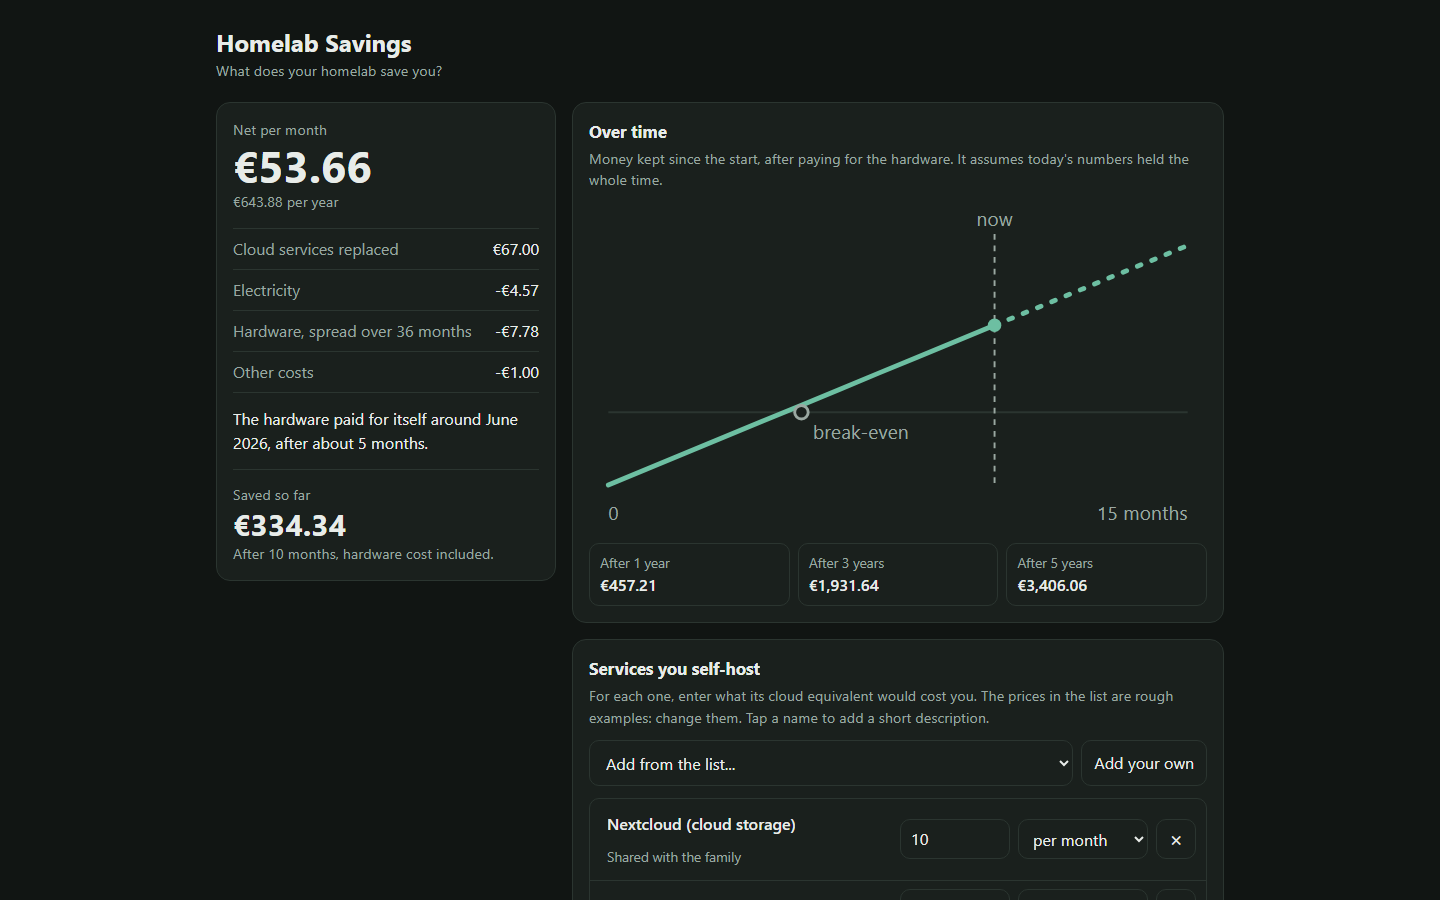 Homelab Savings
What does your homelab save you?
Net per month
€53.66
€643.88 per year
Cloud services replaced €67.00
Electricity -€4.57
Hardware, spread over 36 months -€7.78
Other costs -€1.00
The hardware paid for itself around June
2026, after about 5 months.
Saved so far
€334.34
After 10 months, hardware cost included.
Over time
Money kept since the start, after paying for the hardware. It assumes today's numbers held the
whole time.
now
break-even
0 15 months
After 1 year
€457.21
After 3 years
€1,931.64
After 5 years
€3,406.06
Services you self-host
For each one, enter what its cloud equivalent would cost you. The prices in the list are rough
examples: change them. Tap a name to add a short description.
Add from the list... Add your own
Nextcloud (cloud storage)
10 per month ×
Shared with the family